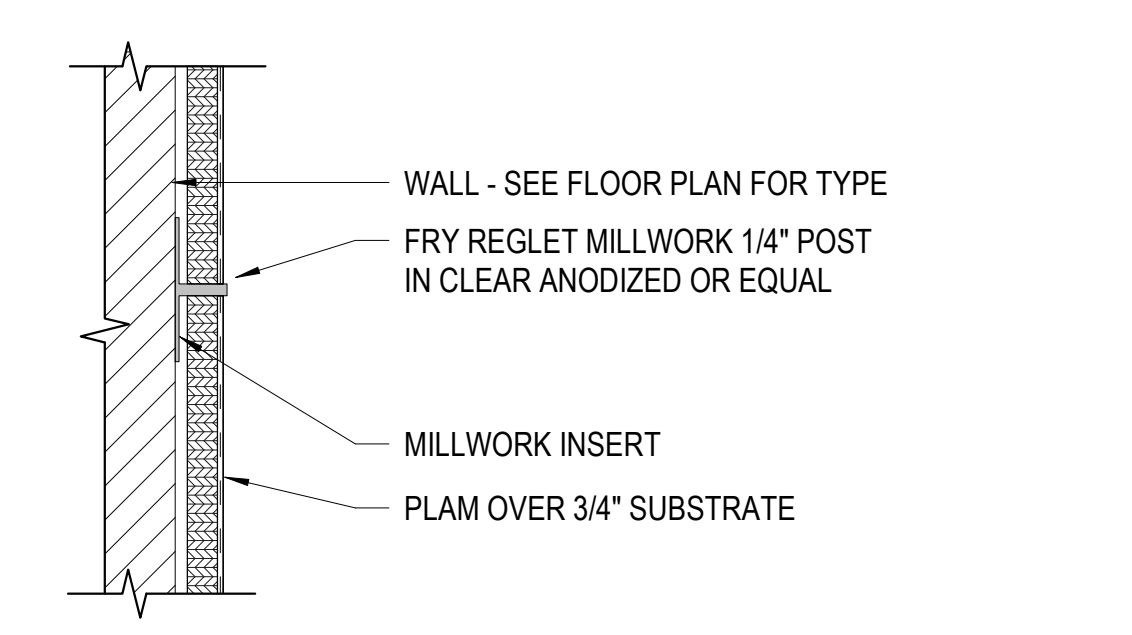 WALL - SEE FLOOR PLAN FOR TYPE
FRY REGLET MILLWORK 1/4" POST
IN CLEAR ANODIZED OR EQUAL
MILLWORK INSERT
PLAM OVER 3/4" SUBSTRATE